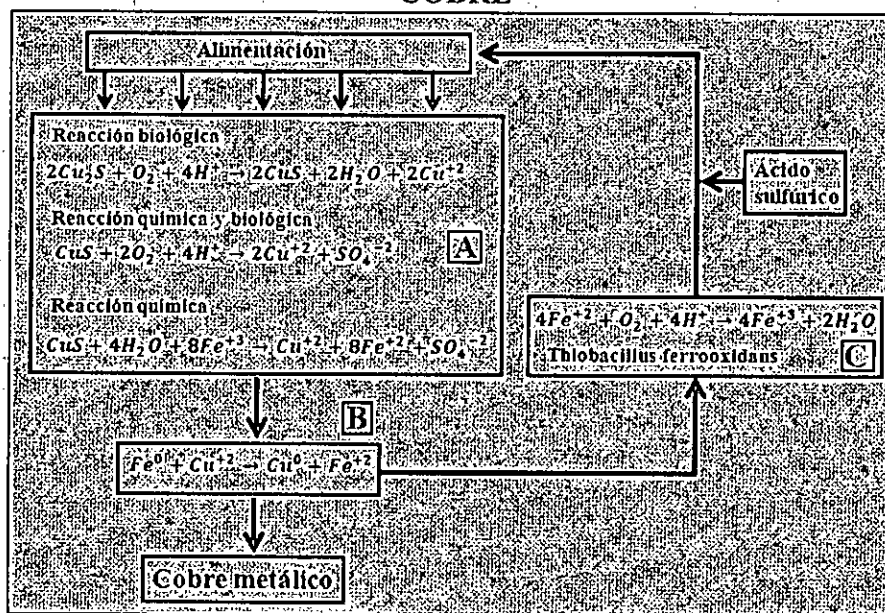 COBRE
Alimentación
Reacción biológica
2Cu₂S + O₂ + 4H⁺ → 2CuS + 2H₂O + 2Cu⁺²
Reacción química y biológica
CuS + 2O₂ + 4H⁺ → 2Cu⁺² + SO₄⁻²
A
Reacción química
CuS + 4H₂O + 8Fe⁺³ → Cu⁺² + 8Fe⁺² + SO₄⁻²
Ácido
sulfúrico
4Fe⁺² + O₂ + 4H⁺ → 4Fe⁺³ + 2H₂O
Thiobacillus ferrooxidans
C
B
Fe⁰ + Cu⁺² → Cu⁰ + Fe⁺²
Cobre metálico